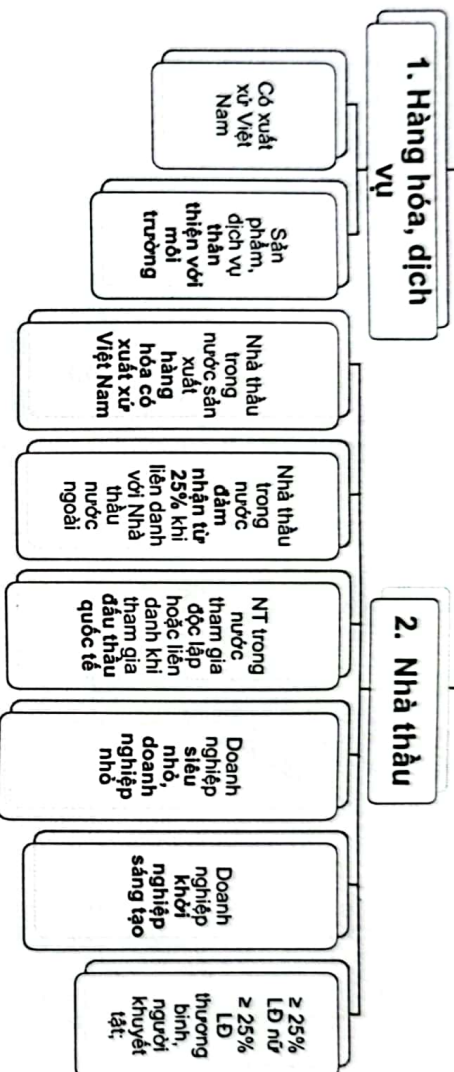 1. Hàng hóa, dịch
vụ
Có xuất
xứ Việt
Nam
Sản
phẩm,
dịch vụ
thân
thiện với
môi
trường
2. Nhà thầu
Nhà thầu
trong
nước sản
xuất
hàng
hóa có
xuất xứ
Việt Nam
Nhà thầu
trong
nước
đảm
nhận từ
25% khi
liên danh
với Nhà
thầu
nước
ngoài
NT trong
nước
tham gia
độc lập
hoặc liên
danh khi
tham gia
đấu thầu
quốc tế
Doanh
nghiệp
siêu
nhỏ,
doanh
nghiệp
nhỏ
Doanh
nghiệp
khởi
nghiệp
sáng tạo
≥ 25%
LĐ nữ
≥ 25%
LĐ
thương
binh,
người
khuyết
tật;